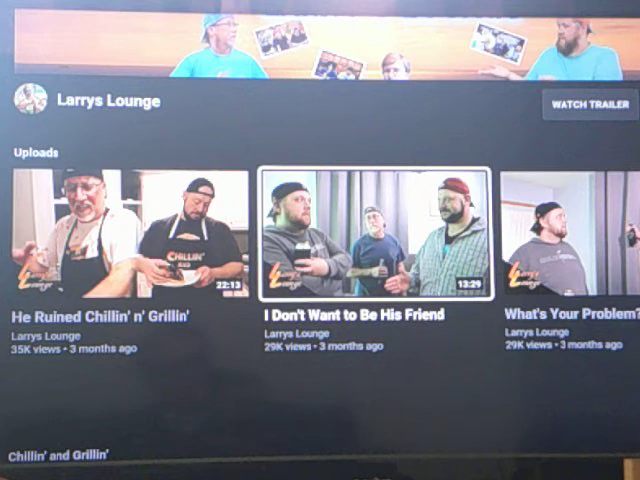 Larrys Lounge
WATCH TRAILER
Uploads
CHILLIN'
22:13
13:29
He Ruined Chillin' n' Grillin'
Larrys Lounge
35K views • 3 months ago
I Don't Want to Be His Friend
Larrys Lounge
29K views • 3 months ago
What's Your Problem?
Larrys Lounge
29K views • 3 months ago
Chillin' and Grillin'